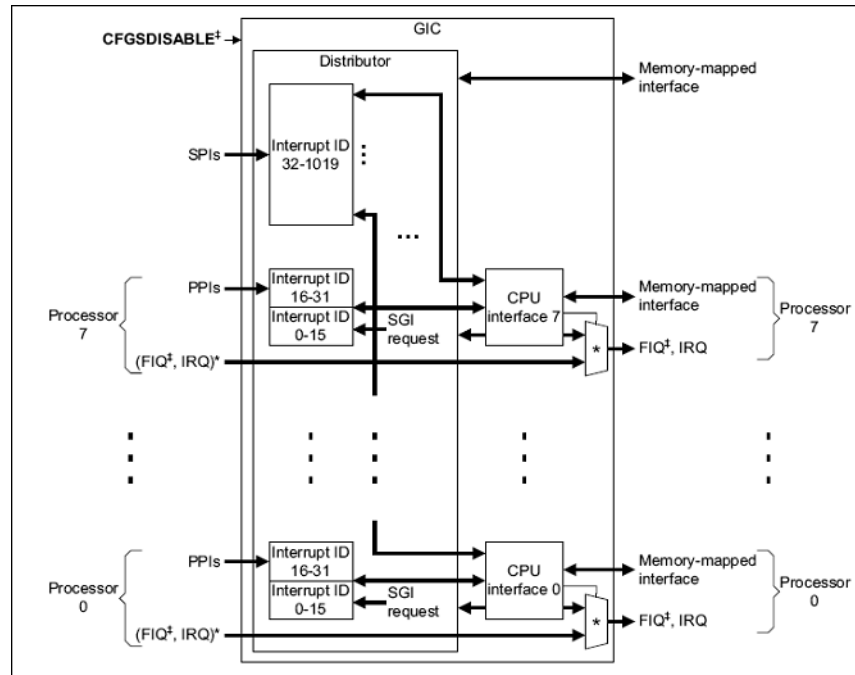 GIC
CFGSDISABLE‡
Distributor
Memory-mapped
interface
Interrupt ID
32-1019
SPIs
PPIs
Interrupt ID
16-31
Interrupt ID
0-15
SGI
request
CPU
interface 7
Memory-mapped
interface
Processor
7
Processor
7
(FIQ‡, IRQ)*
*
FIQ‡, IRQ
PPIs
Interrupt ID
16-31
Interrupt ID
0-15
SGI
request
CPU
interface 0
Memory-mapped
interface
Processor
0
Processor
0
(FIQ‡, IRQ)*
*
FIQ‡, IRQ